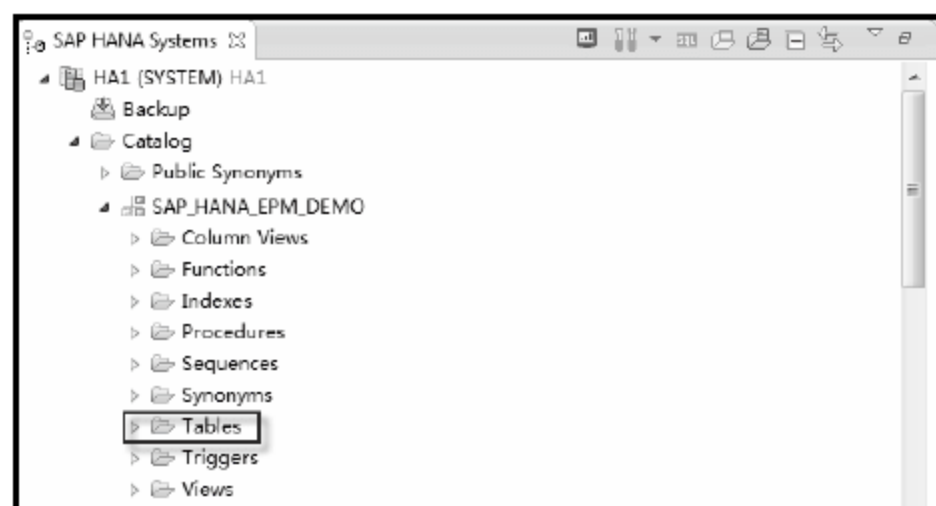 SAP HANA Systems
HA1 (SYSTEM) HA1
Backup
Catalog
Public Synonyms
SAP_HANA_EPM_DEMO
Column Views
Functions
Indexes
Procedures
Sequences
Synonyms
Tables
Triggers
Views